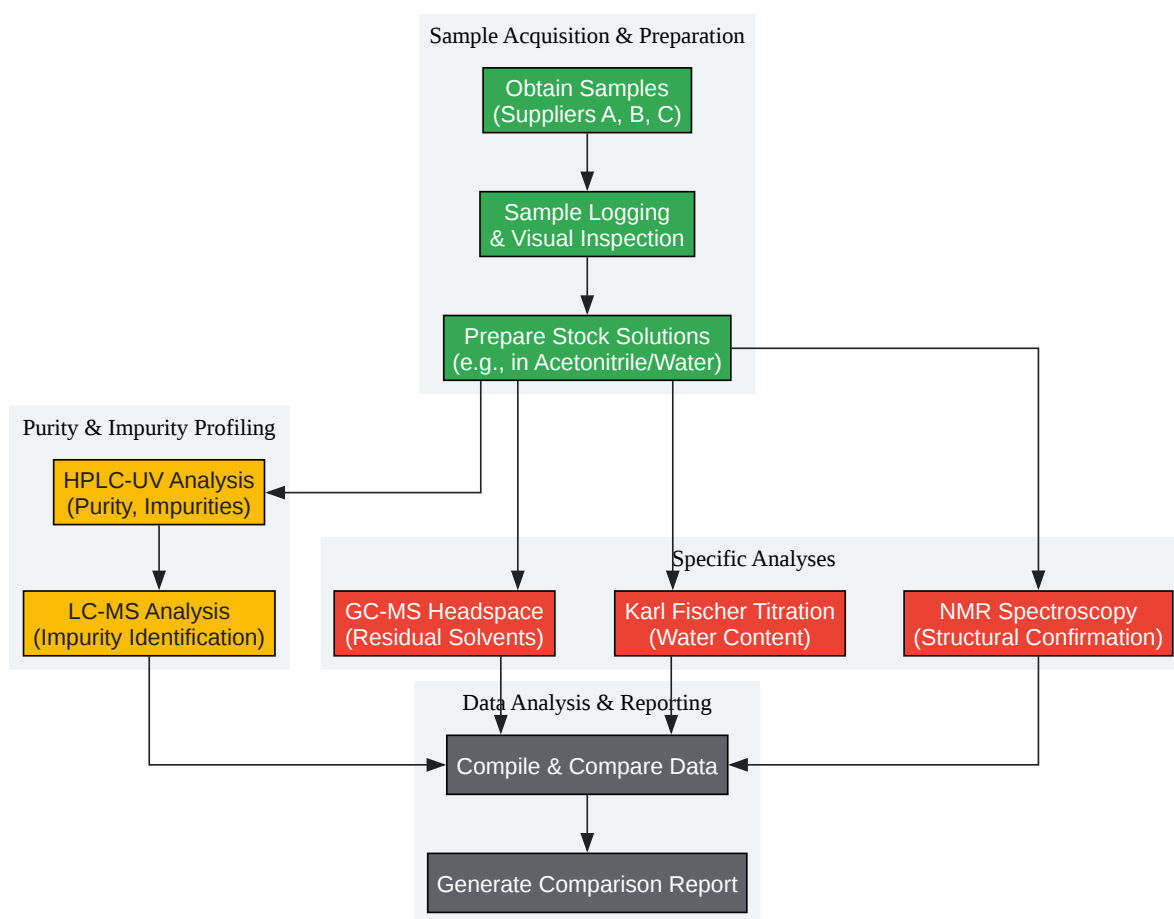 Sample Acquisition & Preparation
Obtain Samples
(Suppliers A, B, C)
Sample Logging
& Visual Inspection
Prepare Stock Solutions
(e.g., in Acetonitrile/Water)
Purity & Impurity Profiling
HPLC-UV Analysis
(Purity, Impurities)
LC-MS Analysis
(Impurity Identification)
Specific Analyses
GC-MS Headspace
(Residual Solvents)
Karl Fischer Titration
(Water Content)
NMR Spectroscopy
(Structural Confirmation)
Data Analysis & Reporting
Compile & Compare Data
Generate Comparison Report